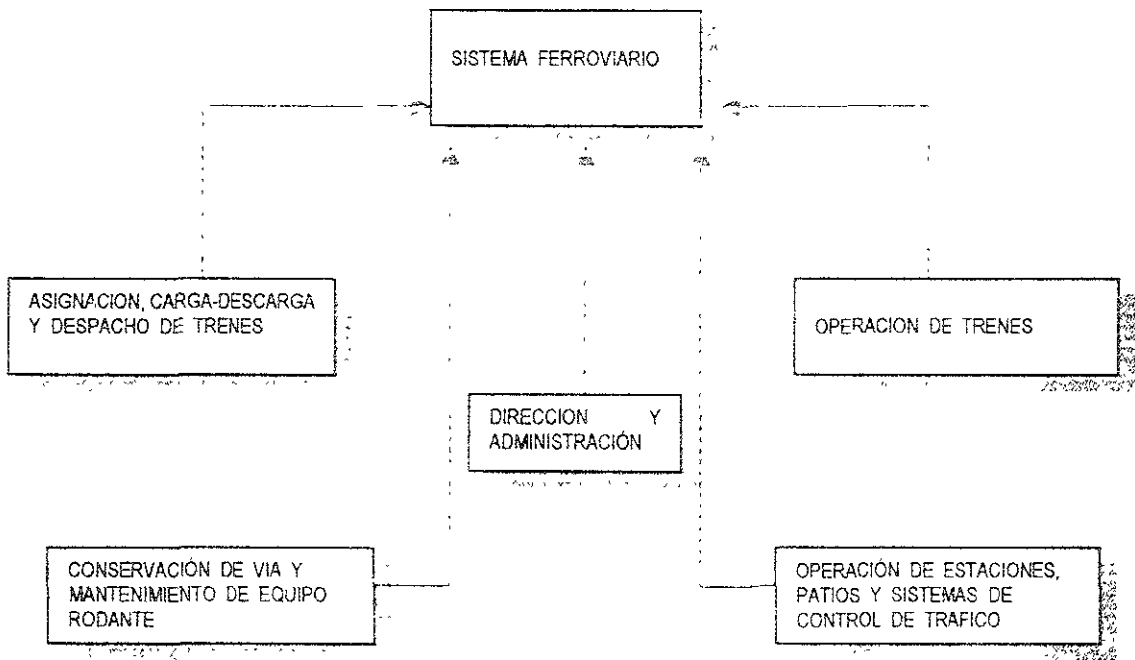 SISTEMA FERROVIARIO
ASIGNACION, CARGA-DESCARGA
Y DESPACHO DE TRENES
OPERACION DE TRENES
DIRECCION Y
ADMINISTRACIÓN
CONSERVACIÓN DE VIA Y
MANTENIMIENTO DE EQUIPO
RODANTE
OPERACIÓN DE ESTACIONES,
PATIOS Y SISTEMAS DE
CONTROL DE TRAFICO